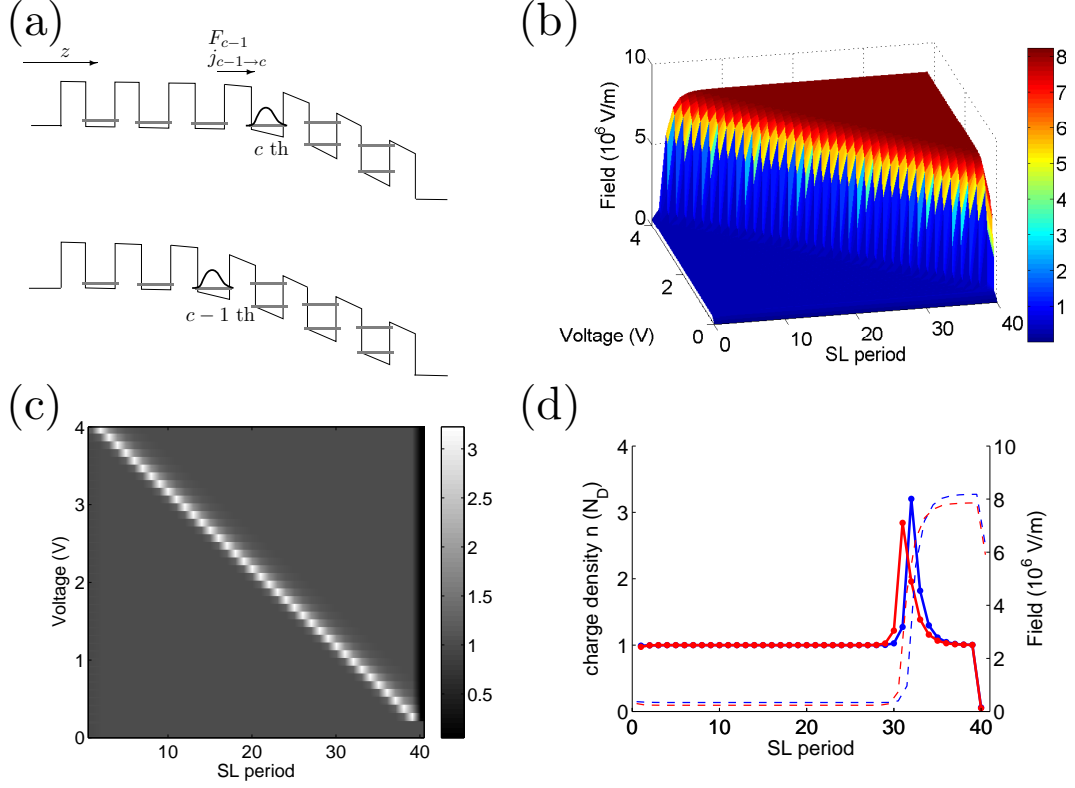 (a)
z
F_{c−1}
j_{c−1→c}
c th
c − 1 th
(b)
10
5
0
Field (10^6 V/m)
4
2
0
Voltage (V)
0
10
20
30
40
SL period
8
7
6
5
4
3
2
1
(c)
4
3
2
1
0
Voltage (V)
10
20
30
40
SL period
3
2.5
2
1.5
1
0.5
(d)
4
3
2
1
0
charge density n (N_D)
10
8
6
4
2
0
Field (10^6 V/m)
0
10
20
30
40
SL period